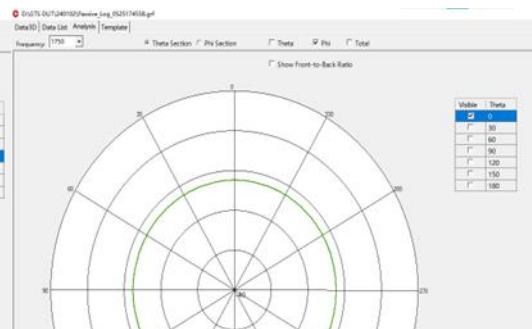 D:\GTS-DUT\240102\Passive_Log_0525174558.grl
Data3D Data List Analysis Template
Frequency: 1750 Theta Section Phi Section Theta Phi Total
Show Front-to-Back Ratio
Visible Theta
0
30
60
90
120
150
180
0
30
330
60
300
90
270